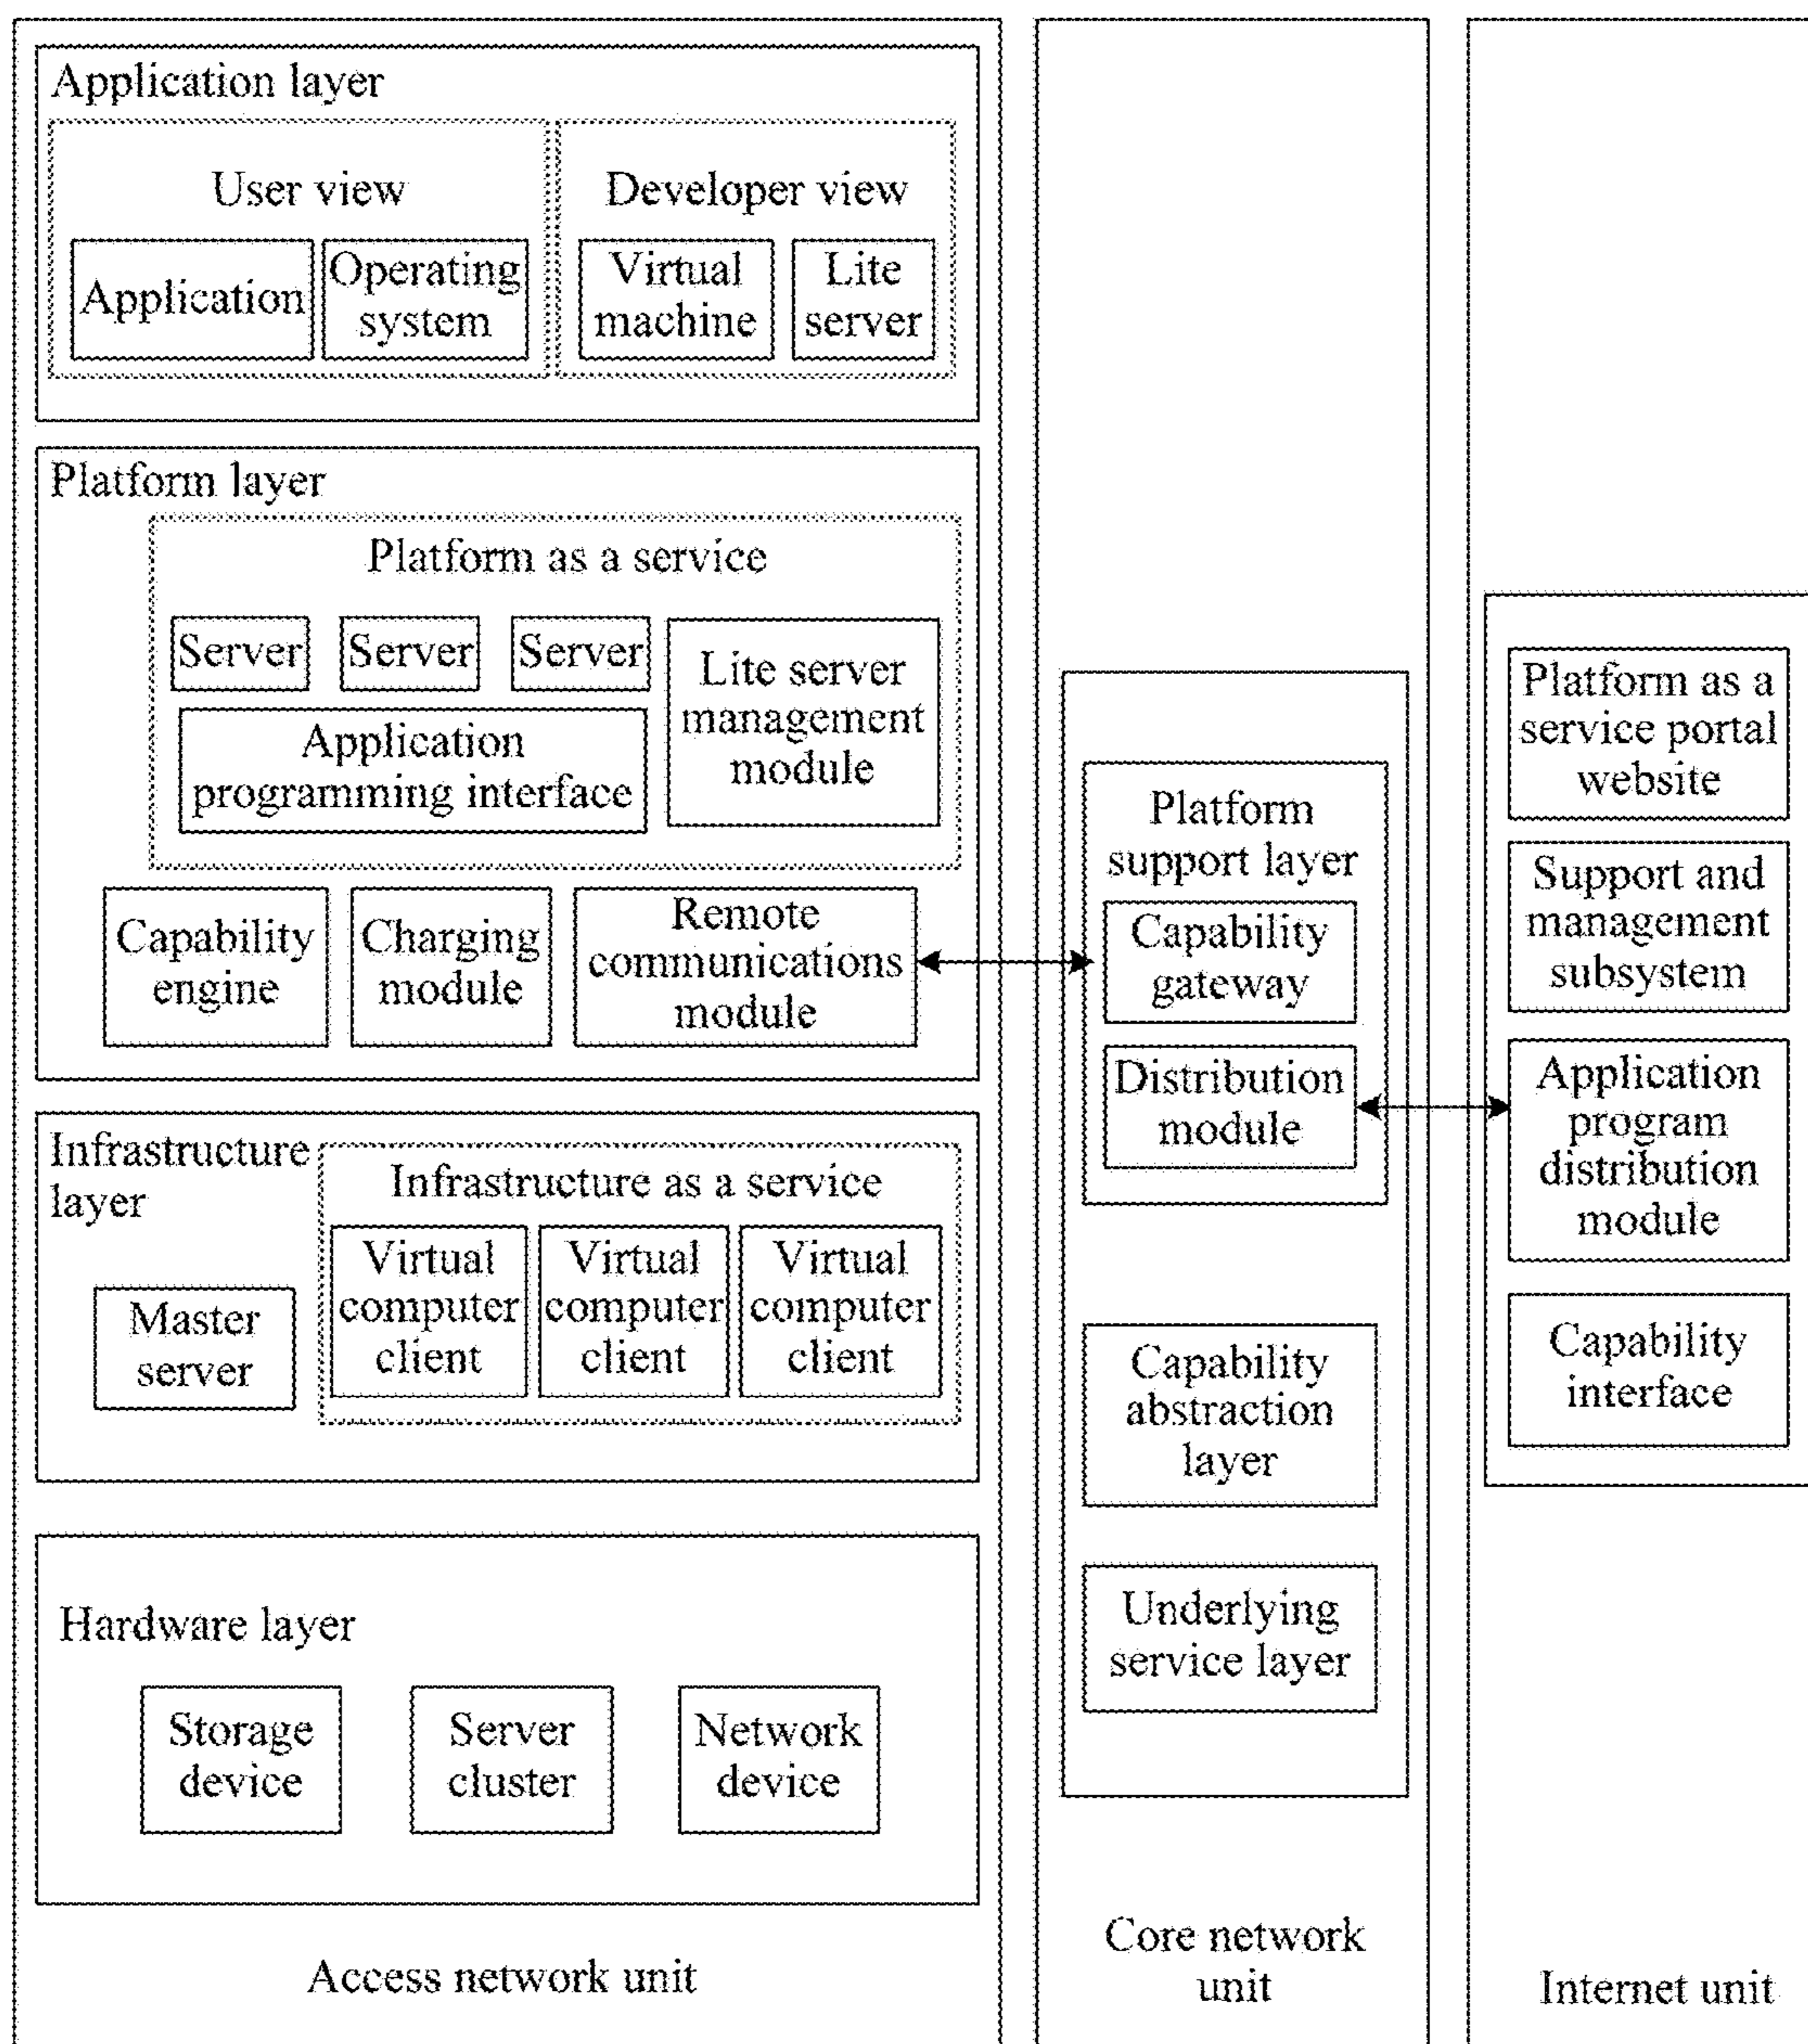 Application layer
User view
Application
Operating
system
Developer view
Virtual
machine
Lite
server
Platform layer
Platform as a service
Server
Server
Server
Lite server
management
module
Application
programming interface
Capability
engine
Charging
module
Remote
communications
module
Infrastructure
layer
Infrastructure as a service
Master
server
Virtual
computer
client
Virtual
computer
client
Virtual
computer
client
Hardware layer
Storage
device
Server
cluster
Network
device
Access network unit
Platform
support layer
Capability
gateway
Distribution
module
Capability
abstraction
layer
Underlying
service layer
Core network
unit
Platform as a
service portal
website
Support and
management
subsystem
Application
program
distribution
module
Capability
interface
Internet unit